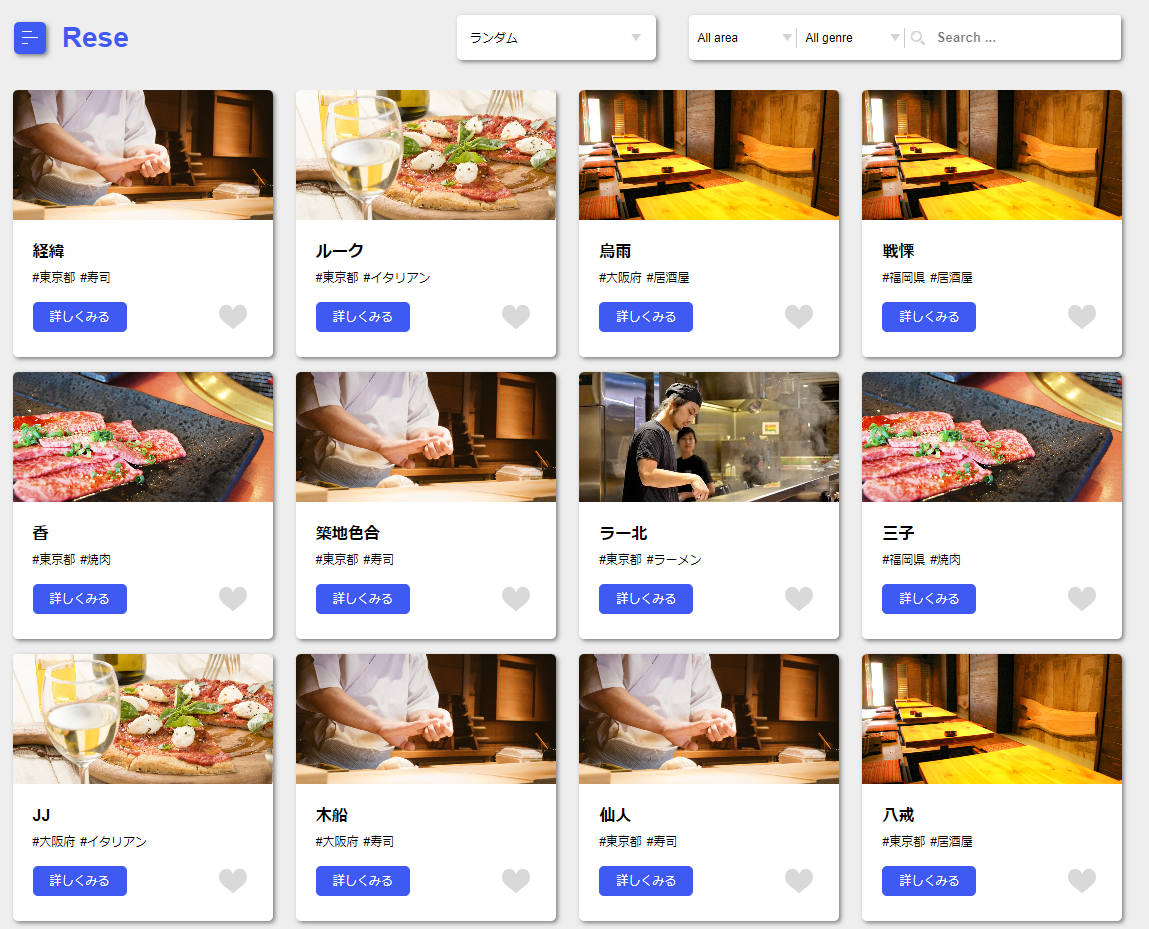 Rese
ランダム
All area
All genre
Search ...
経緯
#東京都 #寿司
詳しくみる
ルーク
#東京都 #イタリアン
詳しくみる
烏雨
#大阪府 #居酒屋
詳しくみる
戦慄
#福岡県 #居酒屋
詳しくみる
香
#東京都 #焼肉
詳しくみる
築地色合
#東京都 #寿司
詳しくみる
ラー北
#東京都 #ラーメン
詳しくみる
三子
#福岡県 #焼肉
詳しくみる
JJ
#大阪府 #イタリアン
詳しくみる
木船
#大阪府 #寿司
詳しくみる
仙人
#東京都 #寿司
詳しくみる
八戒
#東京都 #居酒屋
詳しくみる